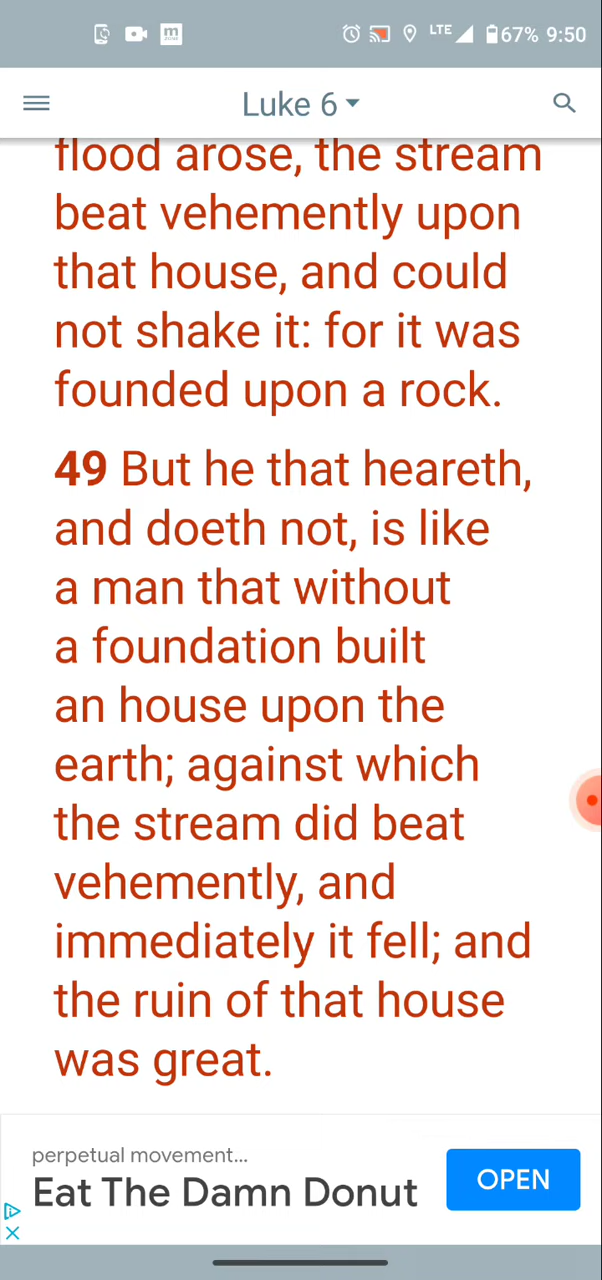 LTE 67% 9:50
Luke 6
flood arose, the stream
beat vehemently upon
that house, and could
not shake it: for it was
founded upon a rock.
49 But he that heareth,
and doeth not, is like
a man that without
a foundation built
an house upon the
earth; against which
the stream did beat
vehemently, and
immediately it fell; and
the ruin of that house
was great.
perpetual movement...
Eat The Damn Donut
OPEN